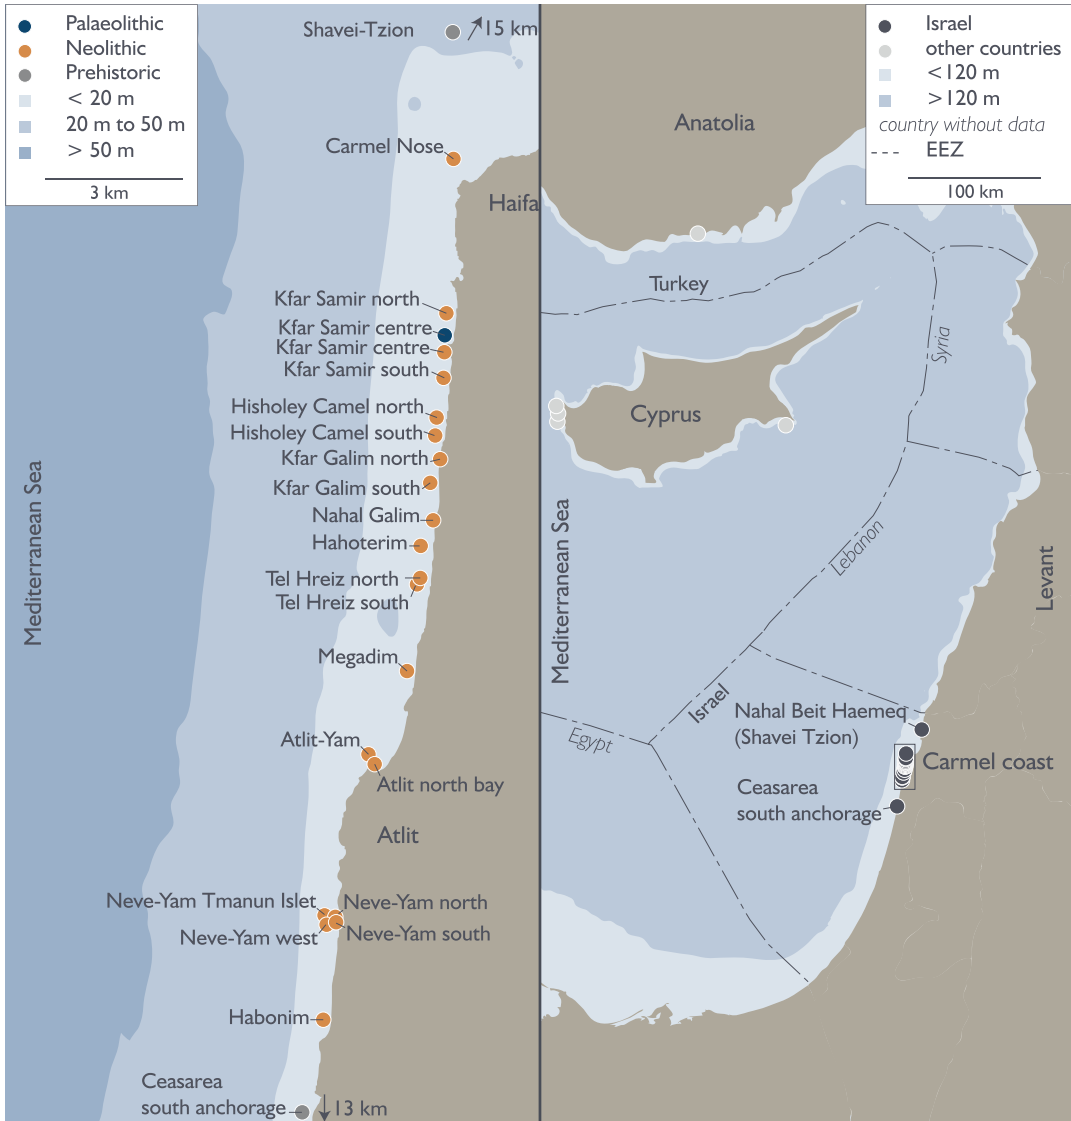 Palaeolithic
Neolithic
Prehistoric
< 20 m
20 m to 50 m
> 50 m
3 km
Shavei-Tzion
15 km
Carmel Nose
Haifa
Kfar Samir north
Kfar Samir centre
Kfar Samir centre
Kfar Samir south
Hisholey Camel north
Hisholey Camel south
Kfar Galim north
Kfar Galim south
Nahal Galim
Hahoterim
Tel Hreiz north
Tel Hreiz south
Mediterranean Sea
Megadim
Atlit-Yam
Atlit north bay
Atlit
Neve-Yam Tmanun Islet
Neve-Yam north
Neve-Yam west
Neve-Yam south
Habonim
Ceasarea
south anchorage
13 km
Israel
other countries
<120 m
>120 m
country without data
EEZ
100 km
Anatolia
Turkey
Syria
Cyprus
Mediterranean Sea
Lebanon
Levant
Israel
Egypt
Nahal Beit Haemeq
(Shavei Tzion)
Carmel coast
Ceasarea
south anchorage